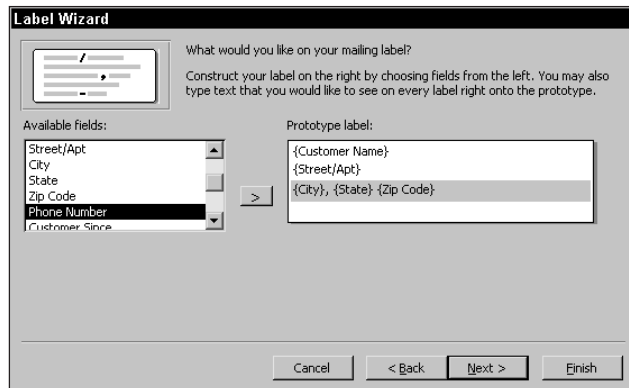 Label Wizard
What would you like on your mailing label?
Construct your label on the right by choosing fields from the left. You may also
type text that you would like to see on every label right onto the prototype.
Available fields:
Prototype label:
Street/Apt
City
State
Zip Code
Phone Number
Customer Since
>
{Customer Name}
{Street/Apt}
{City}, {State} {Zip Code}
Cancel
< Back
Next >
Finish